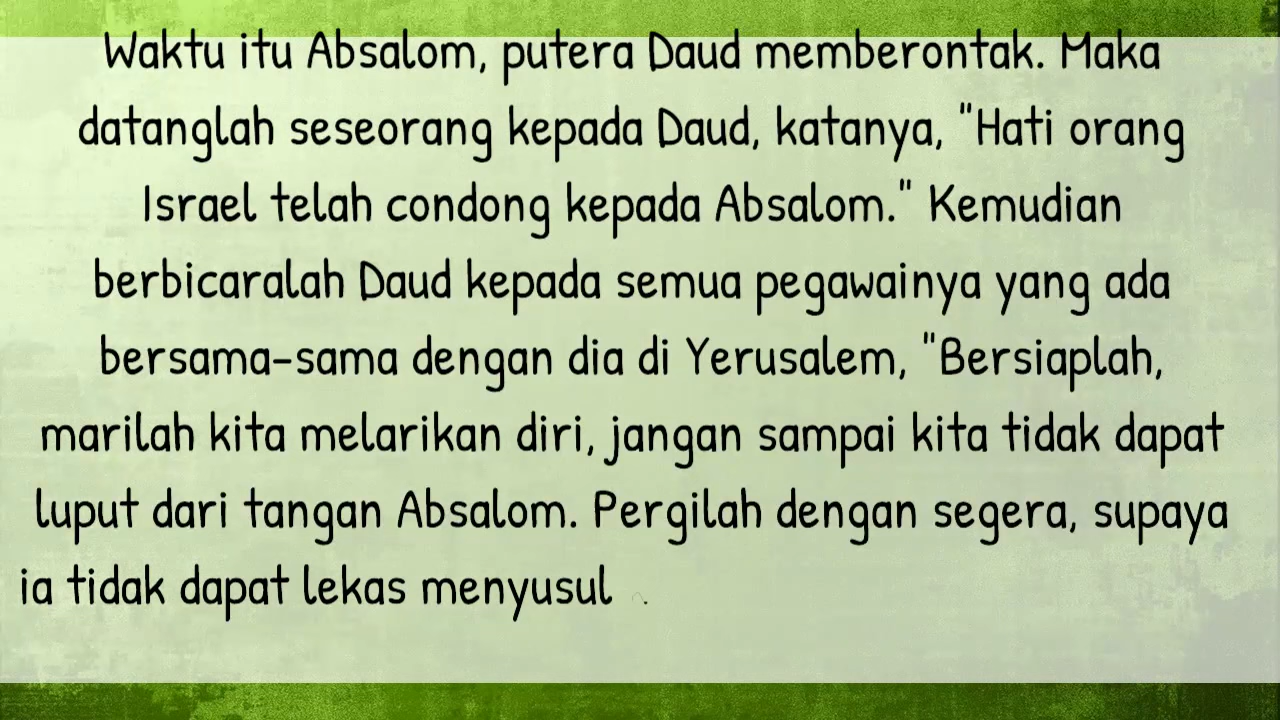 Waktu itu Absalom, putera Daud memberontak. Maka
datanglah seseorang kepada Daud, katanya, "Hati orang
Israel telah condong kepada Absalom." Kemudian
berbicaralah Daud kepada semua pegawainya yang ada
bersama-sama dengan dia di Yerusalem, "Bersiaplah,
marilah kita melarikan diri, jangan sampai kita tidak dapat
luput dari tangan Absalom. Pergilah dengan segera, supaya
ia tidak dapat lekas menyusul